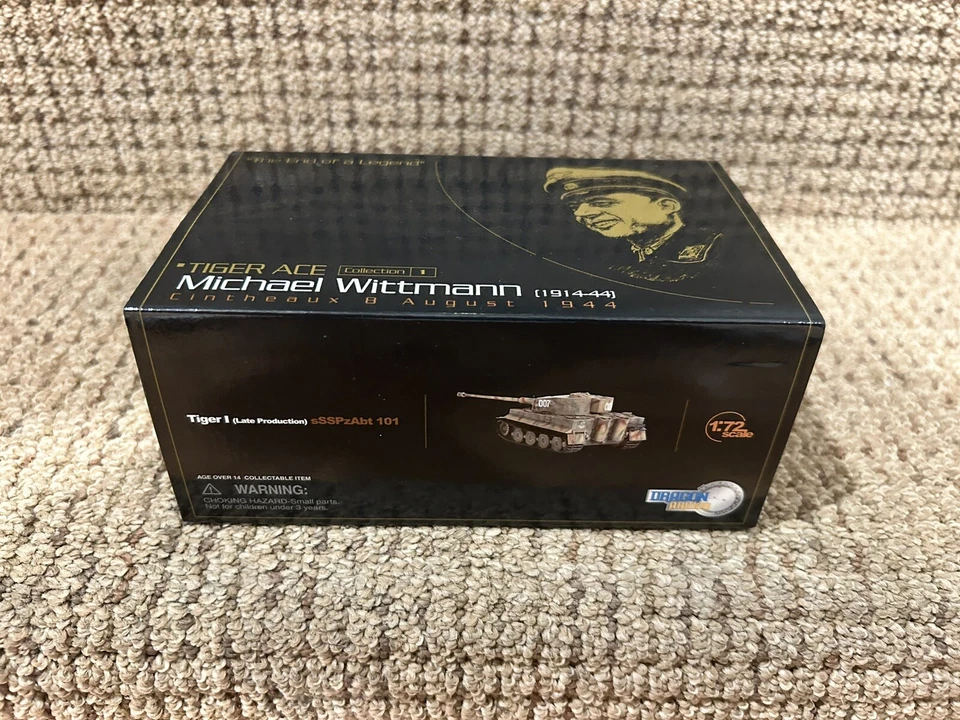 "The End of a Legend"
TIGER ACE Collection 1
Michael Wittmann (1914-44)
Cintheaux 8 August 1944
Tiger I (Late Production) sSSPzAbt 101
007
1:72
scale
AGE OVER 14 COLLECTABLE ITEM
WARNING:
CHOKING HAZARD-Small parts.
Not for children under 3 years.
DRAGON